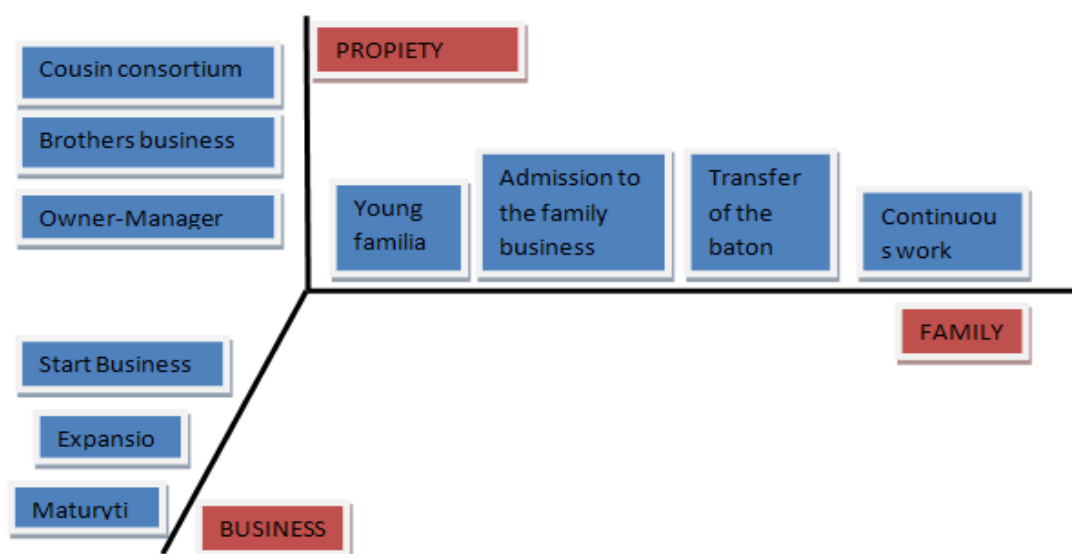 PROPIETY
Cousin consortium
Brothers business
Owner-Manager
Young
familia
Admission to
the family
business
Transfer
of the
baton
Continuou
s work
FAMILY
Start Business
Expansio
Maturyti
BUSINESS